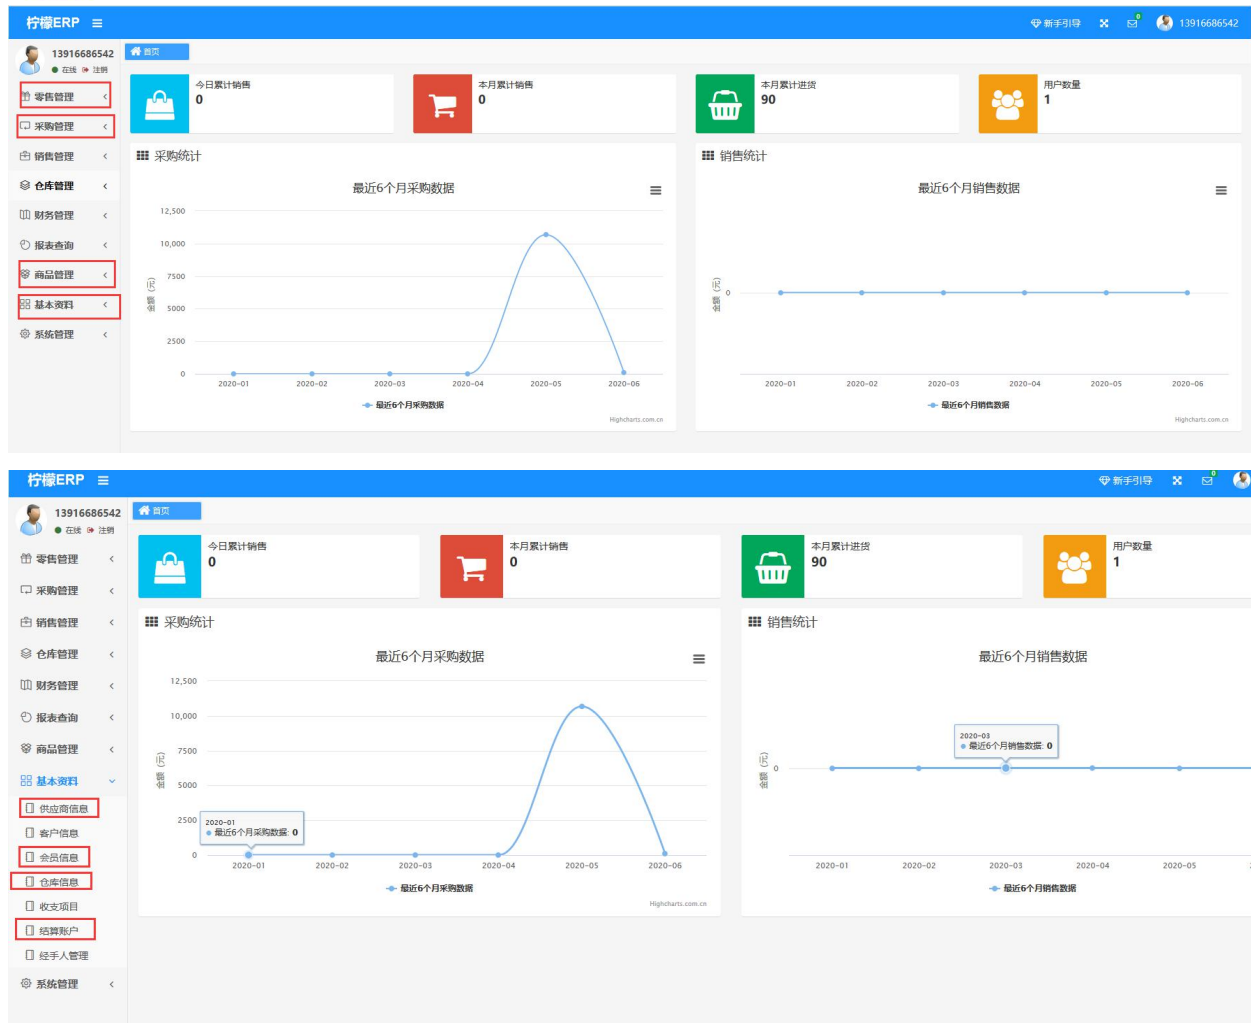 柠檬ERP
新手引导
0
13916686542
13916686542
在线 注销
首页
零售管理
采购管理
销售管理
仓库管理
财务管理
报表查询
商品管理
基本资料
系统管理
今日累计销售
0
本月累计销售
0
本月累计进货
90
用户数量
1
采购统计
最近6个月采购数据
12,500
10,000
7500
5000
2500
0
金额（元）
2020-01 2020-02 2020-03 2020-04 2020-05 2020-06
最近6个月采购数据
Highcharts.com.cn
销售统计
最近6个月销售数据
0
金额（元）
2020-01 2020-02 2020-03 2020-04 2020-05 2020-06
最近6个月销售数据
Highcharts.com.cn
柠檬ERP
新手引导
0
13916686542
在线 注销
首页
零售管理
采购管理
销售管理
仓库管理
财务管理
报表查询
商品管理
基本资料
供应商信息
客户信息
会员信息
仓库信息
收支项目
结算账户
经手人管理
系统管理
今日累计销售
0
本月累计销售
0
本月累计进货
90
用户数量
1
采购统计
最近6个月采购数据
12,500
10,000
7500
5000
2500
0
金额（元）
2020-01
最近6个月采购数据: 0
2020-01 2020-02 2020-03 2020-04 2020-05 2020-06
最近6个月采购数据
Highcharts.com.cn
销售统计
最近6个月销售数据
0
金额（元）
2020-03
最近6个月销售数据: 0
2020-01 2020-02 2020-03 2020-04 2020-05
最近6个月销售数据